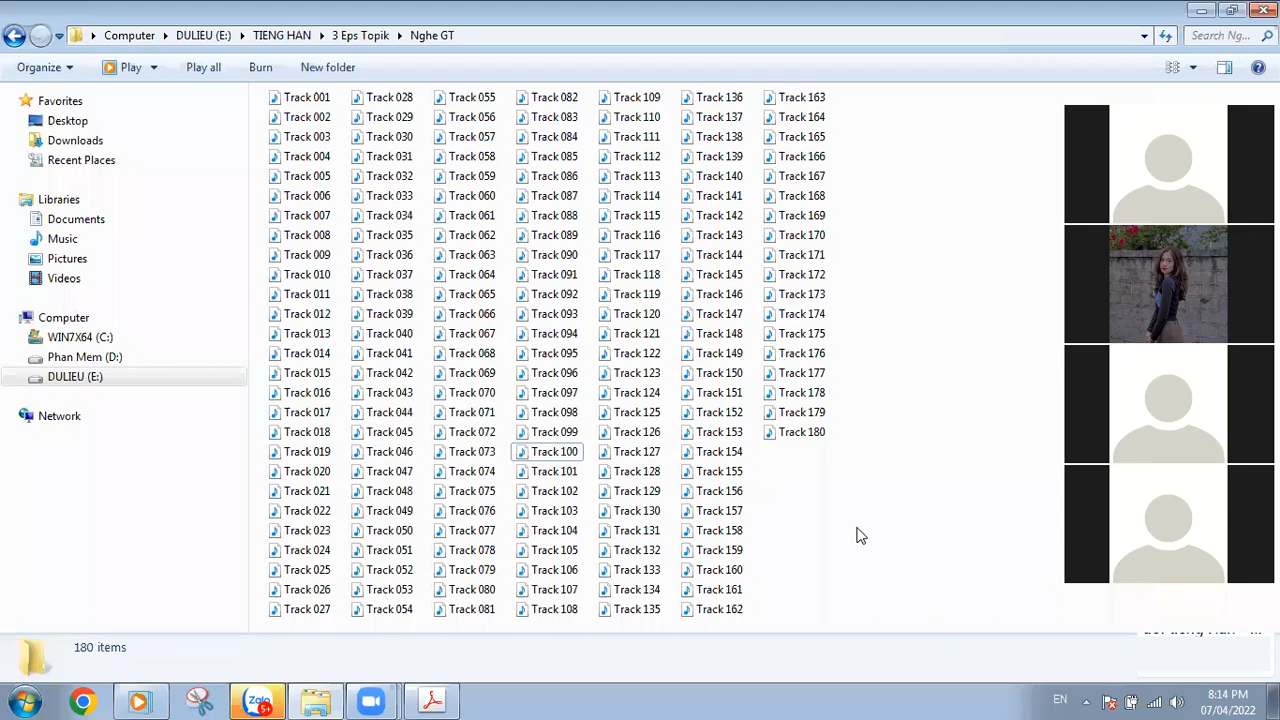 Computer DULIEU (E:) TIENG HAN 3 Eps Topik Nghe GT Search Ng...
Organize Play Play all Burn New folder
Favorites
Desktop
Downloads
Recent Places
Libraries
Documents
Music
Pictures
Videos
Computer
WIN7X64 (C:)
Phan Mem (D:)
DULIEU (E:)
Network
Track 001 Track 028 Track 055 Track 082 Track 109 Track 136 Track 163
Track 002 Track 029 Track 056 Track 083 Track 110 Track 137 Track 164
Track 003 Track 030 Track 057 Track 084 Track 111 Track 138 Track 165
Track 004 Track 031 Track 058 Track 085 Track 112 Track 139 Track 166
Track 005 Track 032 Track 059 Track 086 Track 113 Track 140 Track 167
Track 006 Track 033 Track 060 Track 087 Track 114 Track 141 Track 168
Track 007 Track 034 Track 061 Track 088 Track 115 Track 142 Track 169
Track 008 Track 035 Track 062 Track 089 Track 116 Track 143 Track 170
Track 009 Track 036 Track 063 Track 090 Track 117 Track 144 Track 171
Track 010 Track 037 Track 064 Track 091 Track 118 Track 145 Track 172
Track 011 Track 038 Track 065 Track 092 Track 119 Track 146 Track 173
Track 012 Track 039 Track 066 Track 093 Track 120 Track 147 Track 174
Track 013 Track 040 Track 067 Track 094 Track 121 Track 148 Track 175
Track 014 Track 041 Track 068 Track 095 Track 122 Track 149 Track 176
Track 015 Track 042 Track 069 Track 096 Track 123 Track 150 Track 177
Track 016 Track 043 Track 070 Track 097 Track 124 Track 151 Track 178
Track 017 Track 044 Track 071 Track 098 Track 125 Track 152 Track 179
Track 018 Track 045 Track 072 Track 099 Track 126 Track 153 Track 180
Track 019 Track 046 Track 073 Track 100 Track 127 Track 154
Track 020 Track 047 Track 074 Track 101 Track 128 Track 155
Track 021 Track 048 Track 075 Track 102 Track 129 Track 156
Track 022 Track 049 Track 076 Track 103 Track 130 Track 157
Track 023 Track 050 Track 077 Track 104 Track 131 Track 158
Track 024 Track 051 Track 078 Track 105 Track 132 Track 159
Track 025 Track 052 Track 079 Track 106 Track 133 Track 160
Track 026 Track 053 Track 080 Track 107 Track 134 Track 161
Track 027 Track 054 Track 081 Track 108 Track 135 Track 162
180 items
Zalo 5+
EN 8:14 PM
07/04/2022